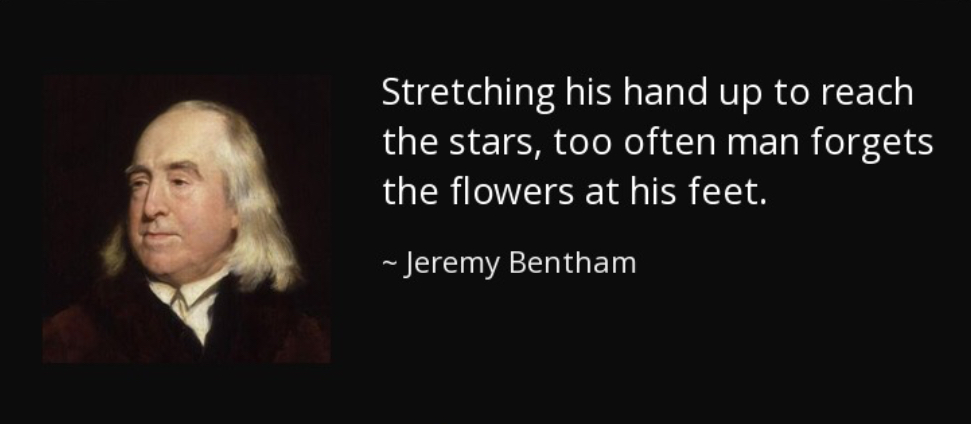 Stretching his hand up to reach
the stars, too often man forgets
the flowers at his feet.
~ Jeremy Bentham